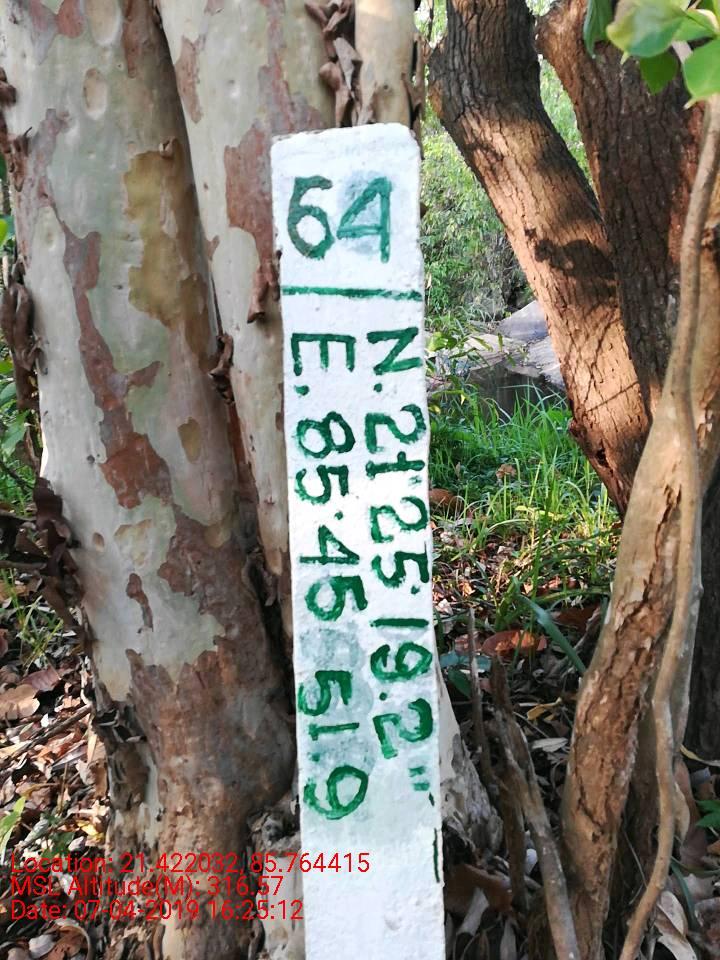 64
N. 21°25'19.2"
E. 85°45 51.9
Location: 21.422032, 85.764415
MSL Altitude(M): 316.57
Date: 07-04-2019 16:25:12